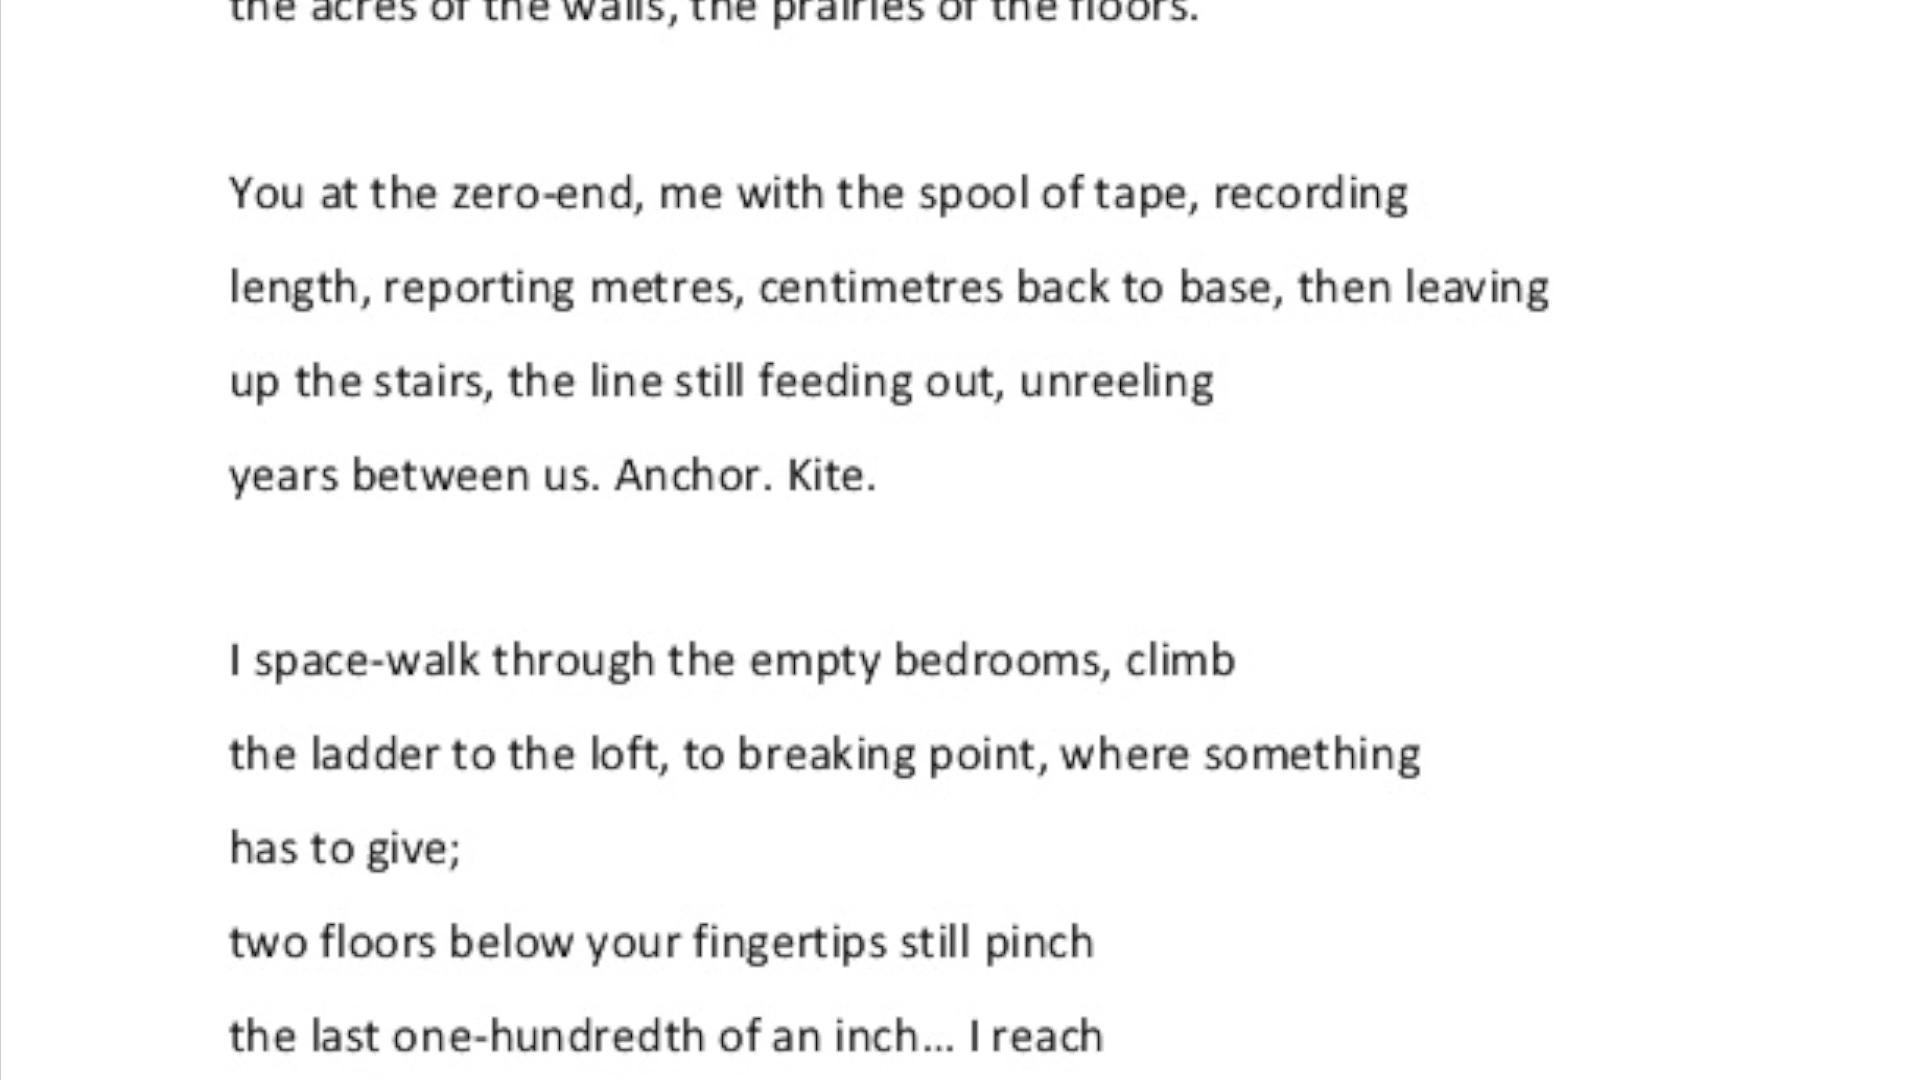 the acres of the walls, the prairies of the floors.
You at the zero-end, me with the spool of tape, recording
length, reporting metres, centimetres back to base, then leaving
up the stairs, the line still feeding out, unreeling
years between us. Anchor. Kite.
I space-walk through the empty bedrooms, climb
the ladder to the loft, to breaking point, where something
has to give;
two floors below your fingertips still pinch
the last one-hundredth of an inch... I reach